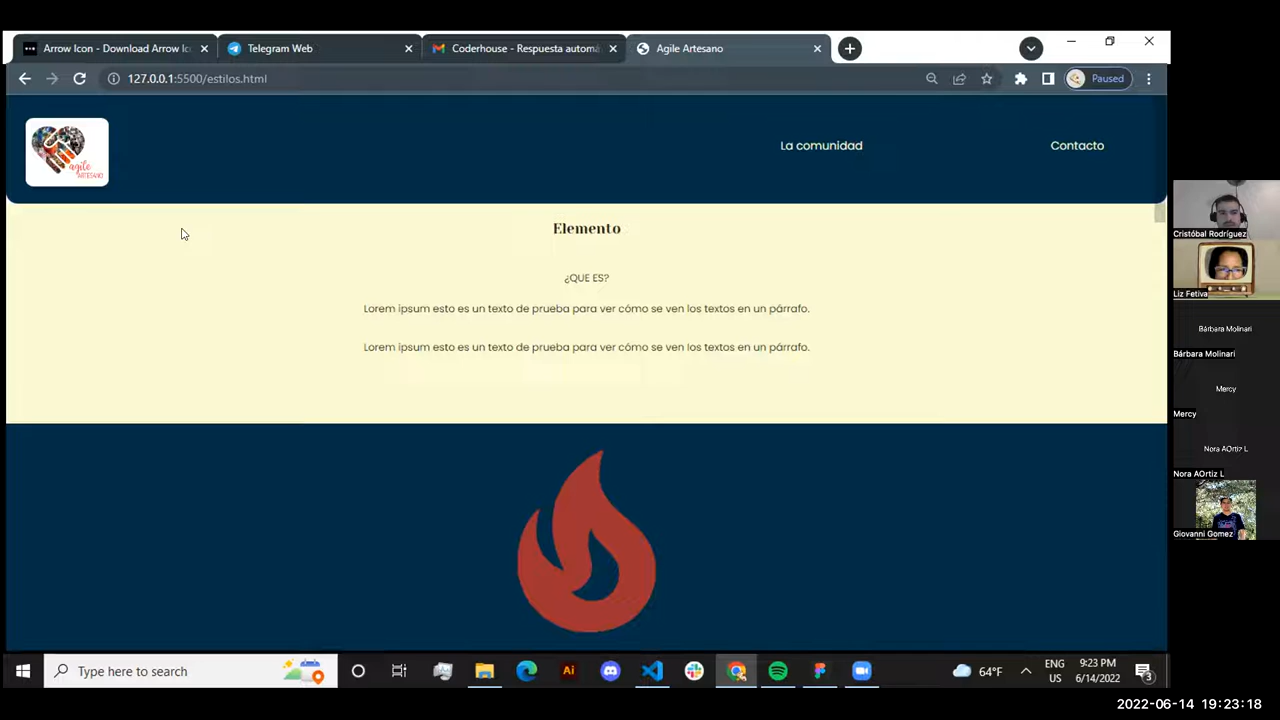 Arrow Icon - Download Arrow Ic
Telegram Web
Coderhouse - Respuesta automá
Agile Artesano
127.0.0.1:5500/estilos.html
Paused
agile
ARTESANO
La comunidad
Contacto
Elemento
¿QUE ES?
Lorem ipsum esto es un texto de prueba para ver cómo se ven los textos en un párrafo.
Lorem ipsum esto es un texto de prueba para ver cómo se ven los textos en un párrafo.
Cristóbal Rodríguez
Liz Fetiva
Bárbara Molinari
Bárbara Molinari
Mercy
Mercy
Nora AOrtiz L
Nora AOrtiz L
Giovanni Gomez
Type here to search
Ai
64°F
ENG
US
9:23 PM
6/14/2022
3
2022-06-14 19:23:18